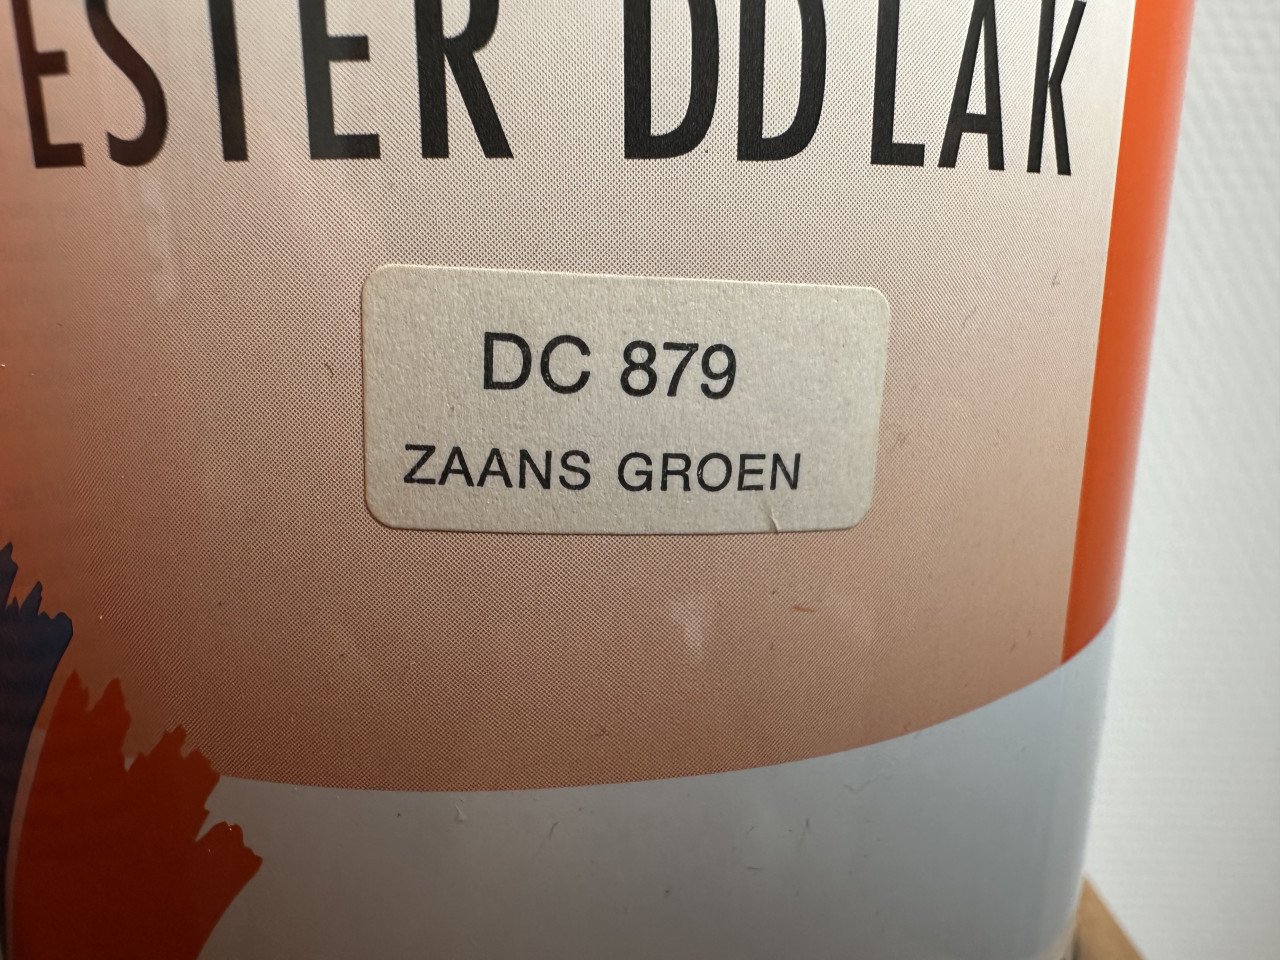 ESTER DD LAK
DC 879
ZAANS GROEN